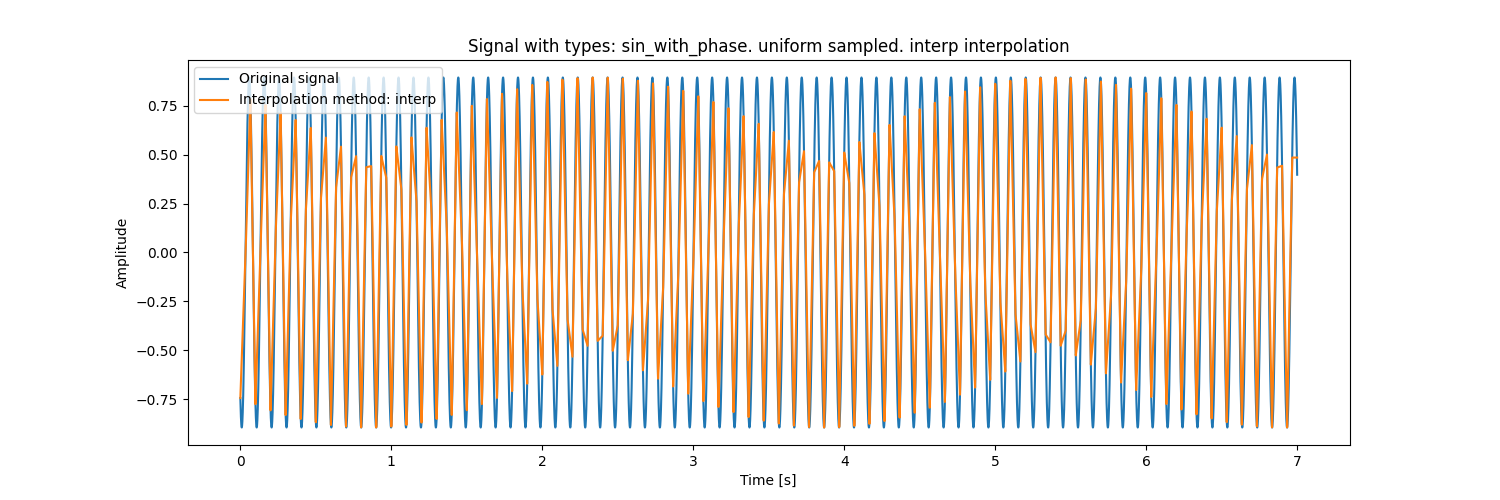 Signal with types: sin_with_phase. uniform sampled. interp interpolation
Original signal
Interpolation method: interp
0.75
0.50
0.25
0.00
−0.25
−0.50
−0.75
Amplitude
0 1 2 3 4 5 6 7
Time [s]